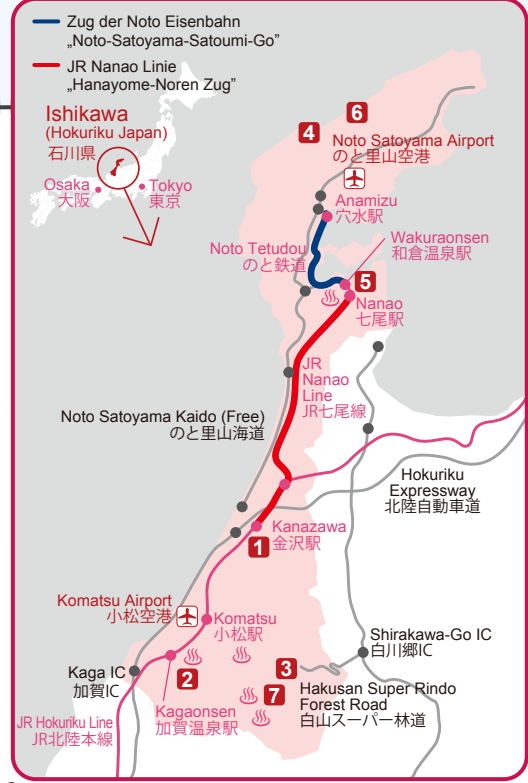 Zug der Noto Eisenbahn
„Noto-Satoyama-Satoumi-Go”
JR Nanao Linie
„Hanayome-Noren Zug”
Ishikawa
(Hokuriku Japan)
石川県
Osaka
大阪
Tokyo
東京
6
4
Noto Satoyama Airport
のと里山空港
Anamizu
穴水駅
Noto Tetudou
のと鉄道
Wakuraonsen
和倉温泉駅
5
Nanao
七尾駅
JR
Nanao
Line
JR七尾線
Noto Satoyama Kaido (Free)
のと里山海道
Hokuriku
Expressway
北陸自動車道
1
Kanazawa
金沢駅
Komatsu Airport
小松空港
Komatsu
小松駅
Shirakawa-Go IC
白川郷IC
Kaga IC
加賀IC
2
3
7
Kagaonsen
加賀温泉駅
Hakusan Super Rindo
Forest Road
白山スーパー林道
JR Hokuriku Line
JR北陸本線